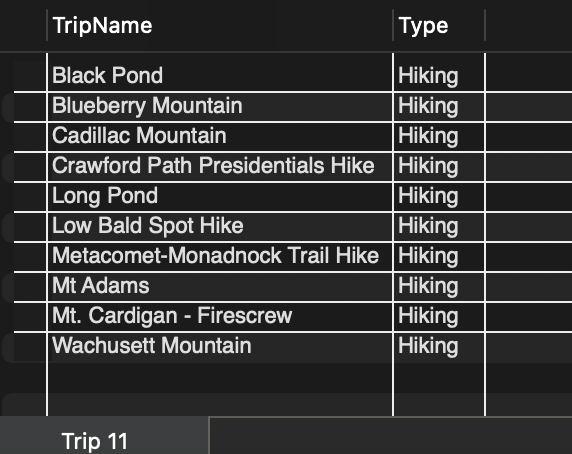 TripName Type
Black Pond Hiking
Blueberry Mountain Hiking
Cadillac Mountain Hiking
Crawford Path Presidentials Hike Hiking
Long Pond Hiking
Low Bald Spot Hike Hiking
Metacomet-Monadnock Trail Hike Hiking
Mt Adams Hiking
Mt. Cardigan - Firescrew Hiking
Wachusett Mountain Hiking
Trip 11